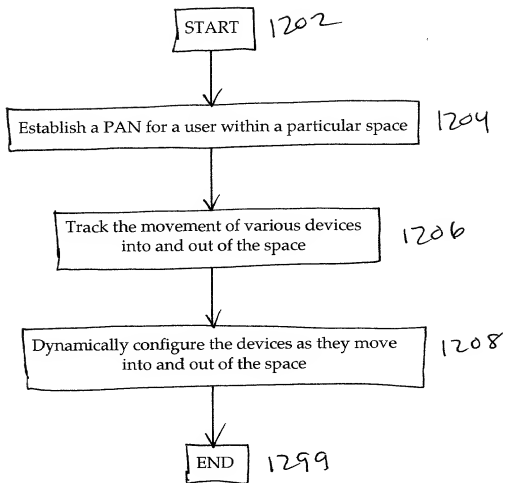 START 1202
Establish a PAN for a user within a particular space 1204
Track the movement of various devices
into and out of the space 1206
Dynamically configure the devices as they move
into and out of the space 1208
END 1299